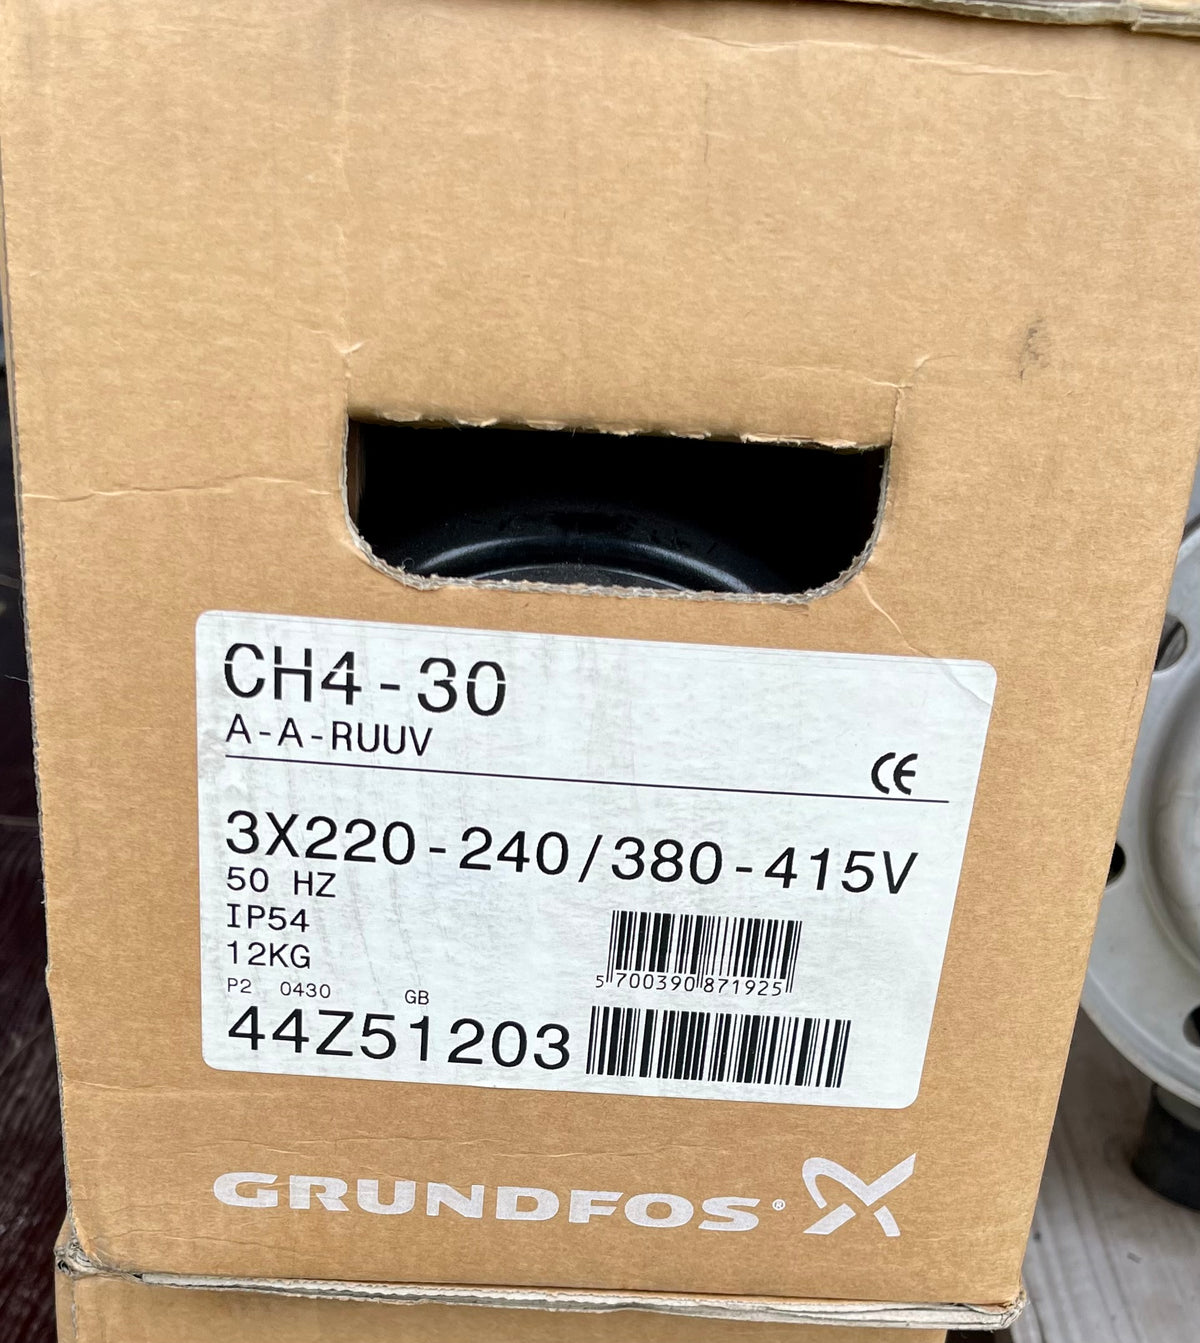 CH4-30
A-A-RUUV
CE
3X220-240/380-415V
50 HZ
IP54
12KG
P2 0430 GB
5 700390 871925
44Z51203
GRUNDFOS®